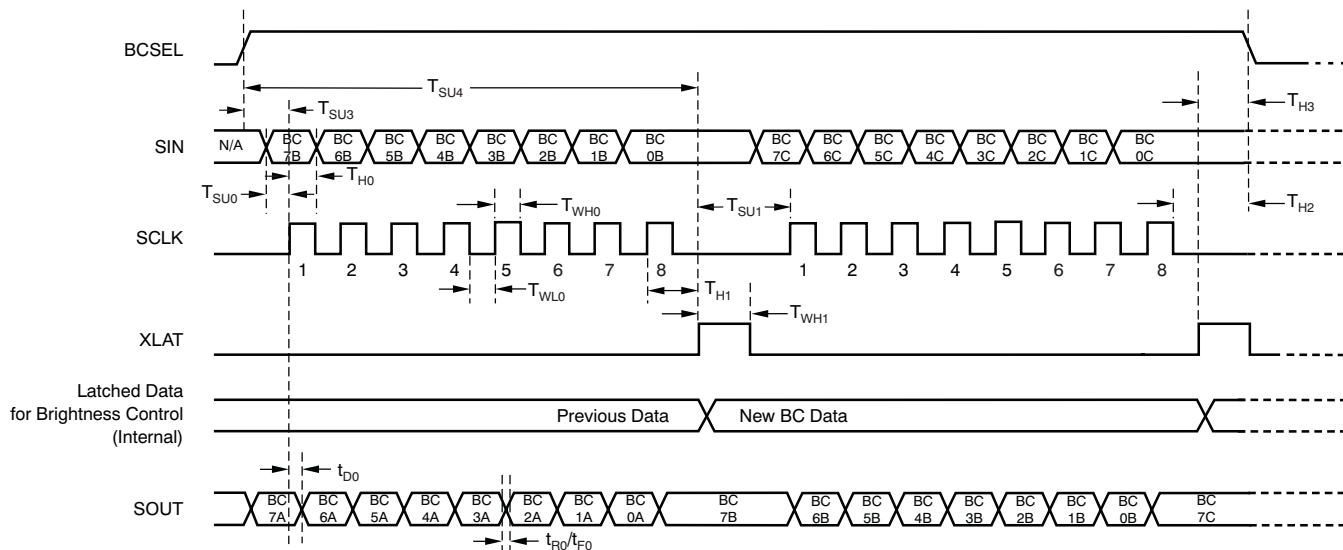 BCSEL
T_SU4
T_SU3
T_H3
SIN
N/A
BC 7B
BC 6B
BC 5B
BC 4B
BC 3B
BC 2B
BC 1B
BC 0B
BC 7C
BC 6C
BC 5C
BC 4C
BC 3C
BC 2C
BC 1C
BC 0C
T_SU0
T_H0
T_WH0
T_SU1
T_H2
SCLK
1 2 3 4 5 6 7 8 1 2 3 4 5 6 7 8
T_WL0
T_H1
T_WH1
XLAT
Latched Data
for Brightness Control
(Internal)
Previous Data
New BC Data
t_D0
SOUT
BC 7A
BC 6A
BC 5A
BC 4A
BC 3A
BC 2A
BC 1A
BC 0A
BC 7B
BC 6B
BC 5B
BC 4B
BC 3B
BC 2B
BC 1B
BC 0B
BC 7C
t_R0/t_F0